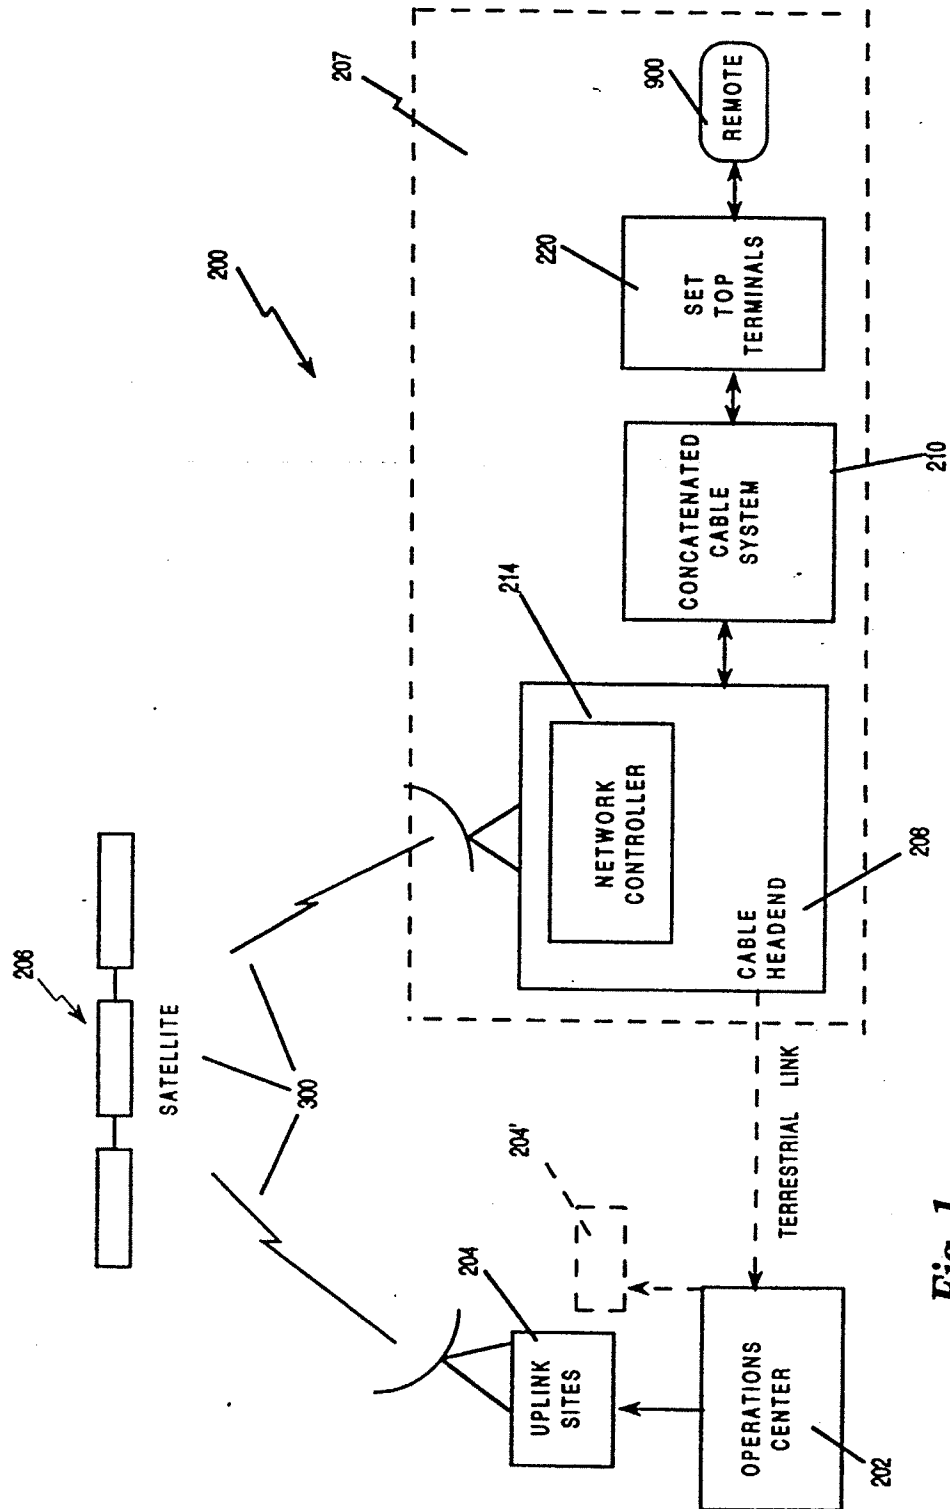 206
SATELLITE
200
207
300
204
204'
UPLINK
SITES
214
NETWORK
CONTROLLER
CABLE
HEADEND
208
CONCATENATED
CABLE
SYSTEM
210
220
SET
TOP
TERMINALS
900
REMOTE
TERRESTRIAL LINK
OPERATIONS
CENTER
202
Fig. 1